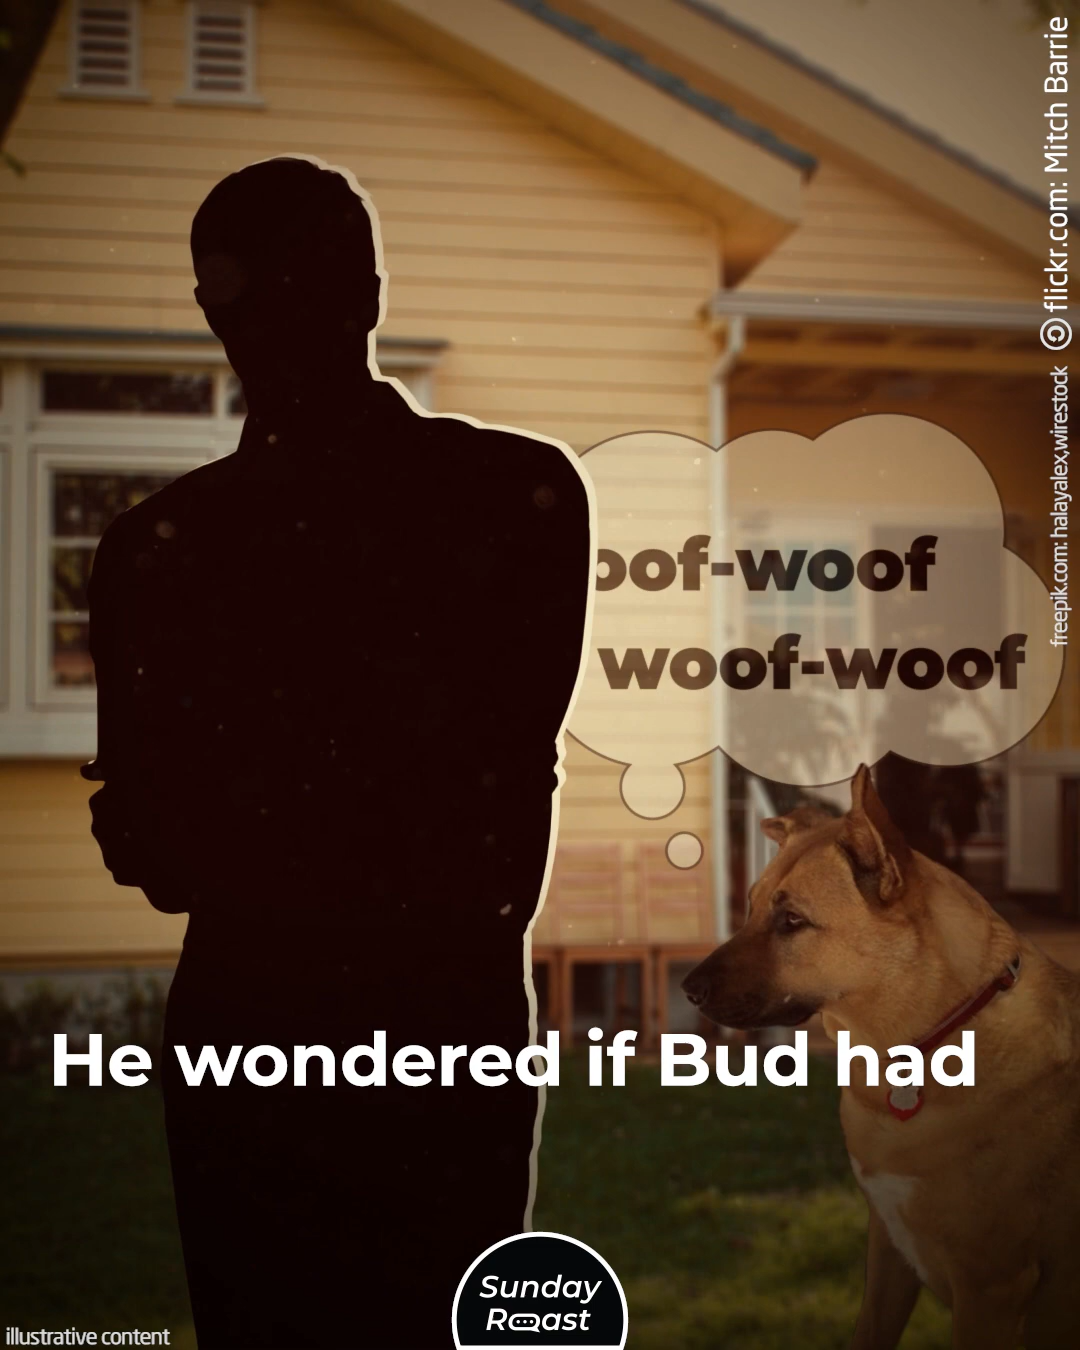 flickr.com: Mitch Barrie
freepik.com: halayalex,wirestock
oof-woof
woof-woof
He wondered if Bud had
Sunday
Roast
illustrative content